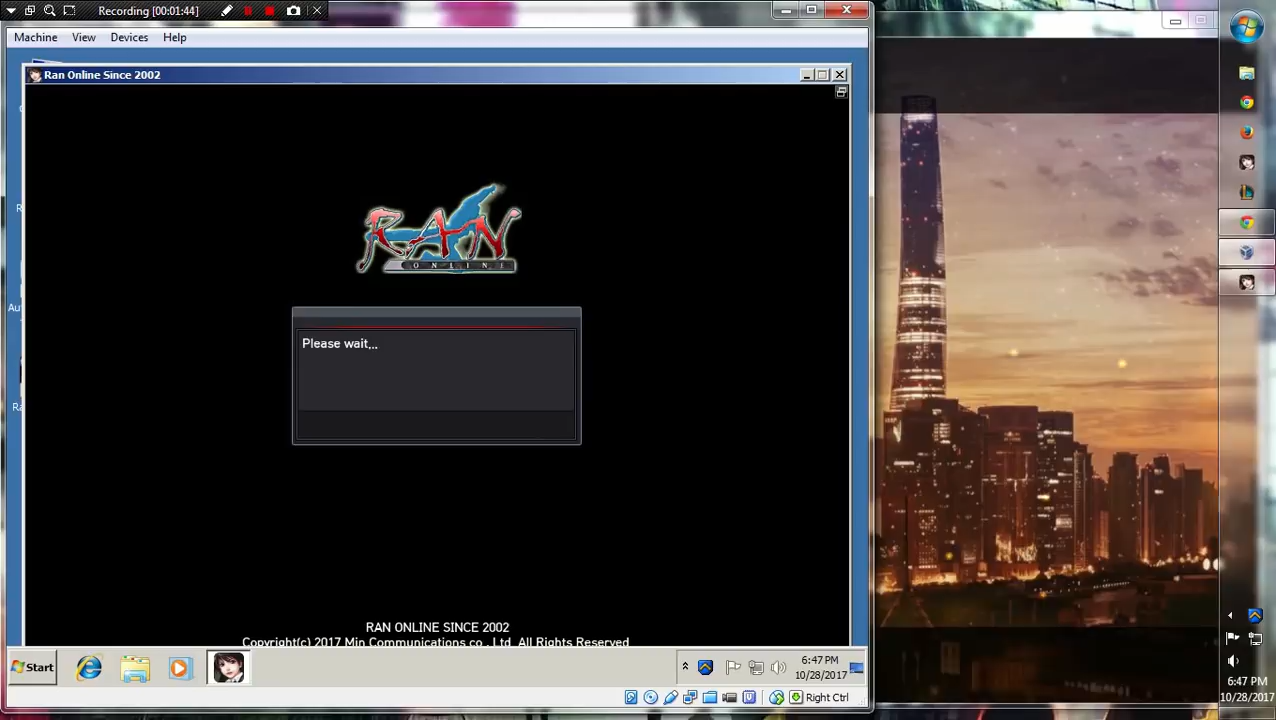 Recording [00:01:44]
Machine View Devices Help
Ran Online Since 2002
RAN
ONLINE
Please wait...
RAN ONLINE SINCE 2002
Copyright(c) 2017 Min Communications co., Ltd. All Rights Reserved
Au
Ra
Start
6:47 PM
10/28/2017
Right Ctrl
6:47 PM
10/28/2017